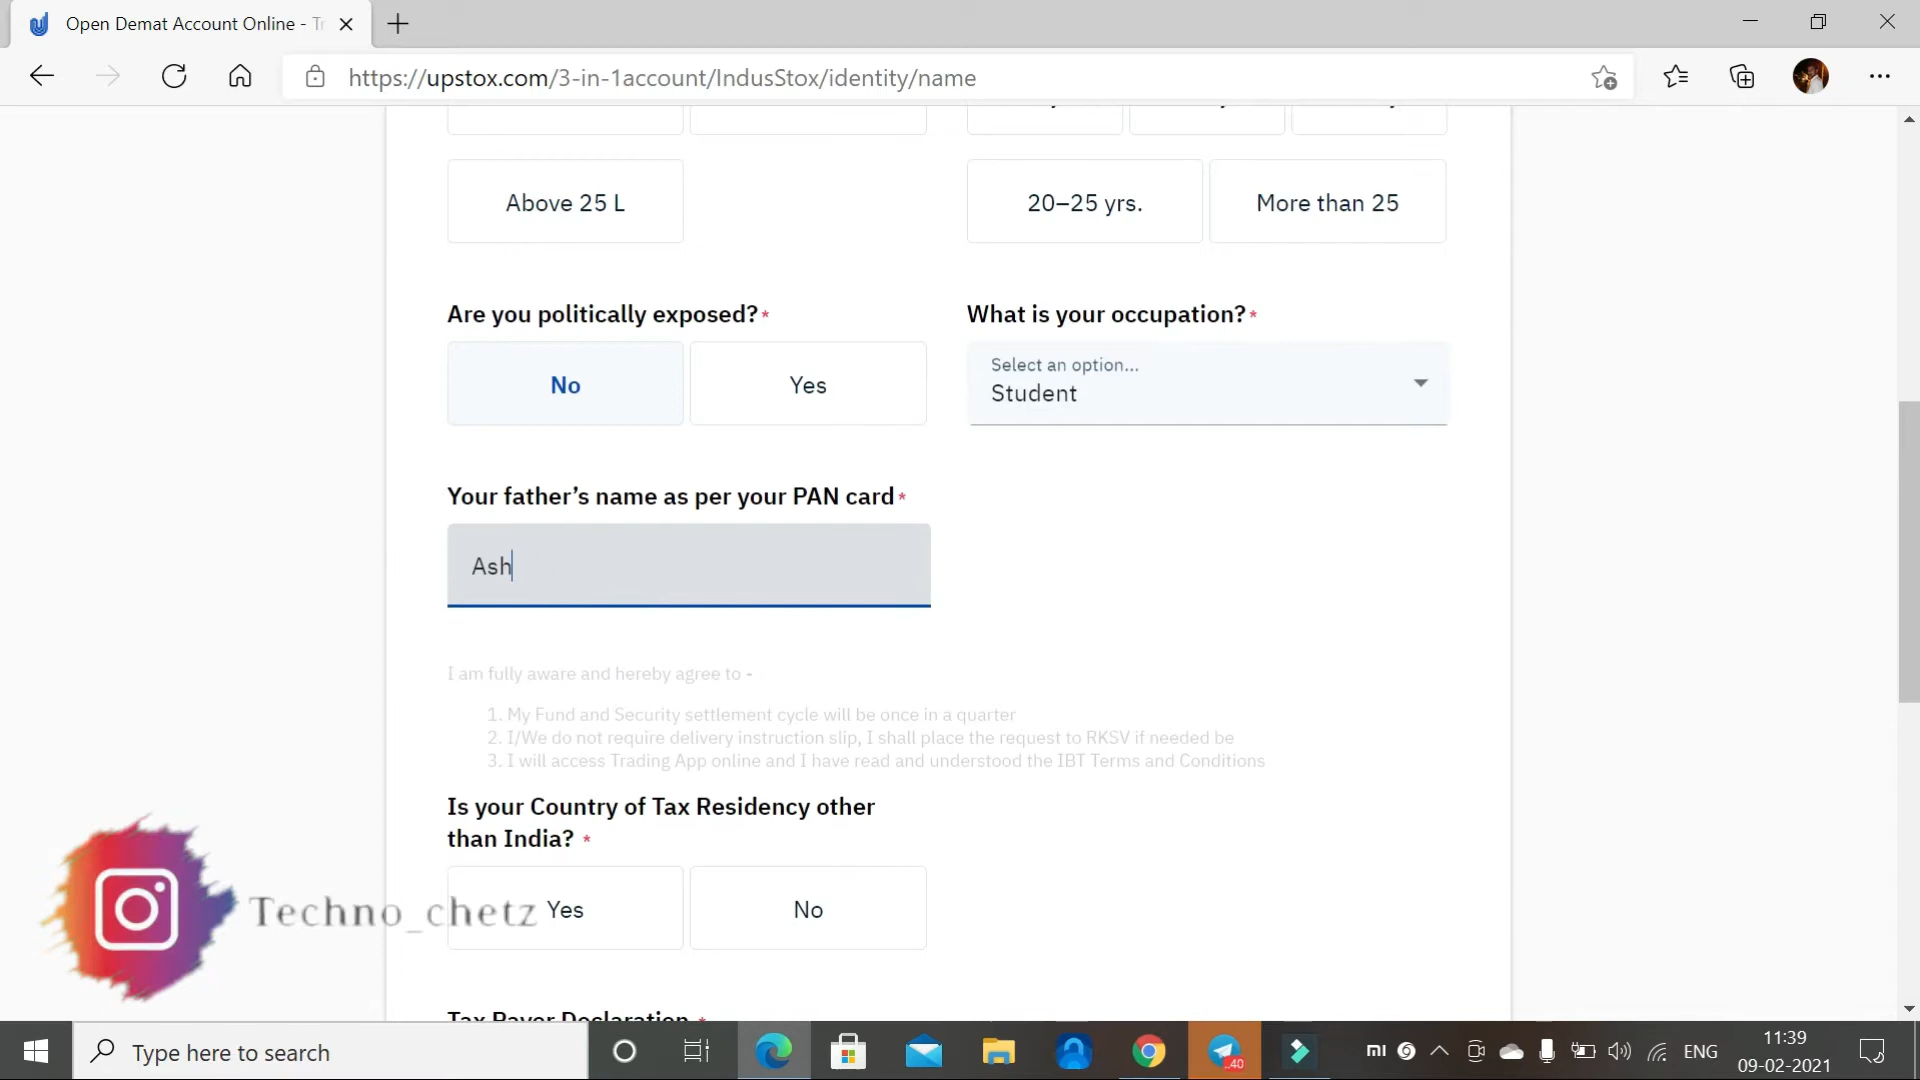 Open Demat Account Online - Tr
https://upstox.com/3-in-1account/IndusStox/identity/name
Above 25 L
20–25 yrs.
More than 25
Are you politically exposed?*
What is your occupation?*
No
Yes
Select an option...
Student
Your father’s name as per your PAN card*
Ash
I am fully aware and hereby agree to -
1. My Fund and Security settlement cycle will be once in a quarter
2. I/We do not require delivery instruction slip, I shall place the request to RKSV if needed be
3. I will access Trading App online and I have read and understood the IBT Terms and Conditions
Is your Country of Tax Residency other
than India? *
Techno_chetz
Yes
No
Tax Payer Declaration *
Type here to search
40
MI
ENG
11:39
09-02-2021